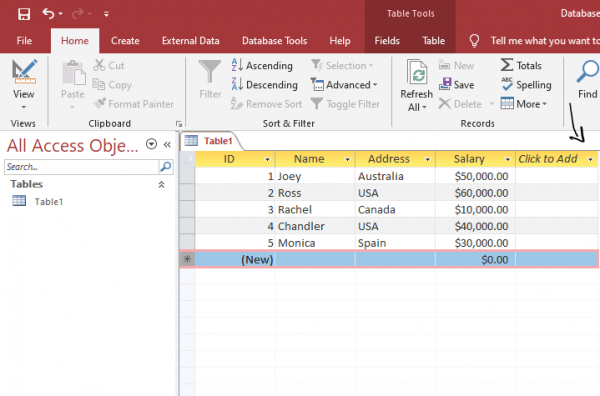 Table Tools
Database
File Home Create External Data Database Tools Help Fields Table Tell me what you want to
View
Paste
Cut
Copy
Format Painter
Filter
Ascending
Descending
Remove Sort
Selection
Advanced
Toggle Filter
Refresh
All
New
Save
Delete
Totals
Spelling
More
Find
Views Clipboard Sort & Filter Records
All Access Obje...
Search...
Tables
Table1
Table1
ID Name Address Salary Click to Add
1 Joey Australia $50,000.00
2 Ross USA $60,000.00
3 Rachel Canada $10,000.00
4 Chandler USA $40,000.00
5 Monica Spain $30,000.00
(New) $0.00